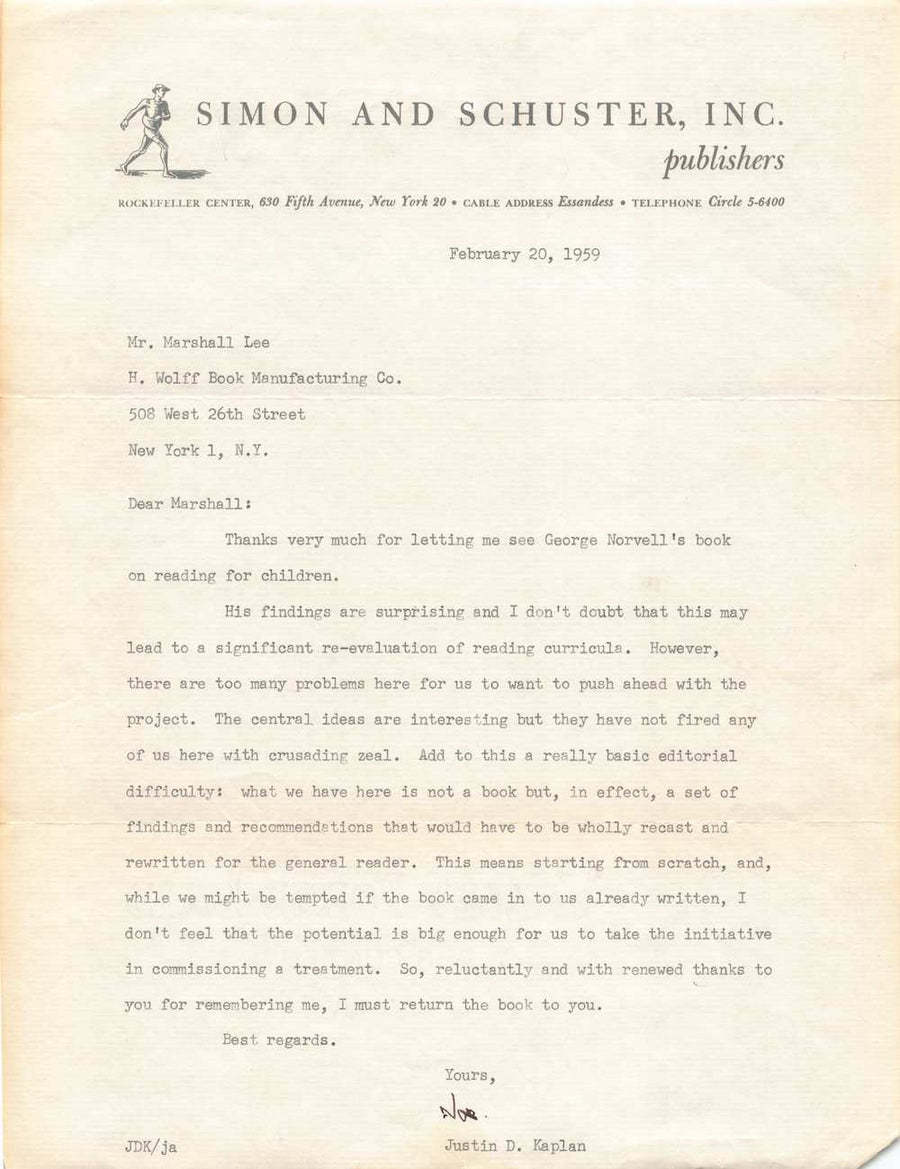 SIMON AND SCHUSTER, INC.
publishers
ROCKEFELLER CENTER, 630 Fifth Avenue, New York 20 • CABLE ADDRESS Essandess • TELEPHONE Circle 5-6400
February 20, 1959
Mr. Marshall Lee
H. Wolff Book Manufacturing Co.
508 West 26th Street
New York 1, N.Y.
Dear Marshall:
Thanks very much for letting me see George Norvell's book
on reading for children.
His findings are surprising and I don't doubt that this may
lead to a significant re-evaluation of reading curricula. However,
there are too many problems here for us to want to push ahead with the
project. The central ideas are interesting but they have not fired any
of us here with crusading zeal. Add to this a really basic editorial
difficulty: what we have here is not a book but, in effect, a set of
findings and recommendations that would have to be wholly recast and
rewritten for the general reader. This means starting from scratch, and,
while we might be tempted if the book came in to us already written, I
don't feel that the potential is big enough for us to take the initiative
in commissioning a treatment. So, reluctantly and with renewed thanks to
you for remembering me, I must return the book to you.
Best regards.
Yours,
JDK/ja
Justin D. Kaplan